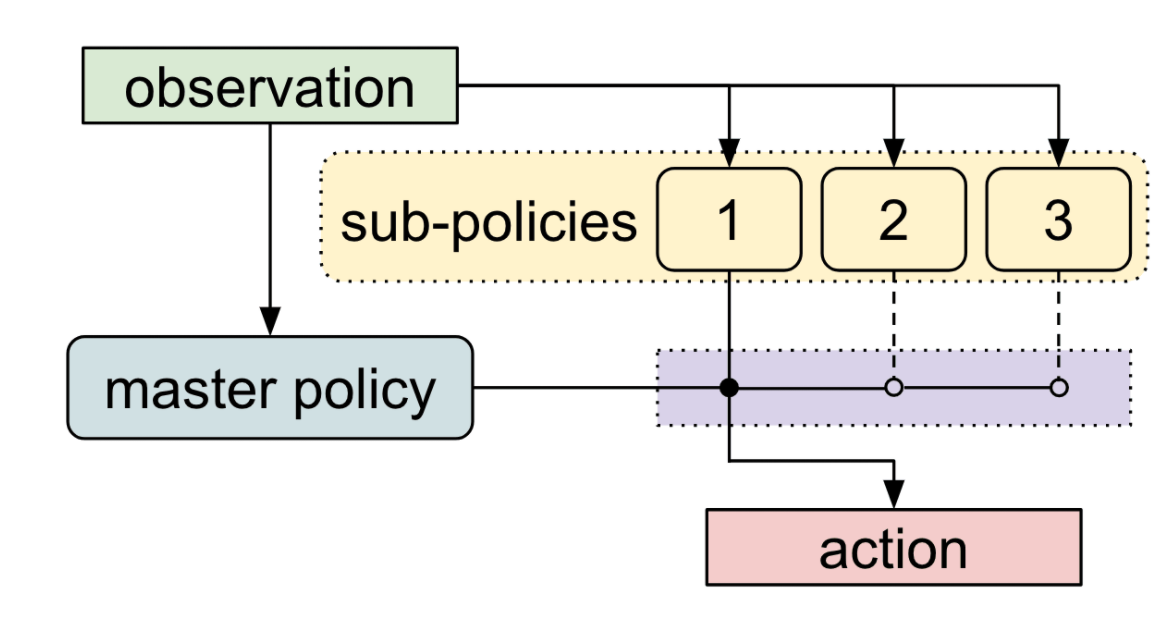 observation
sub-policies 1 2 3
master policy
action